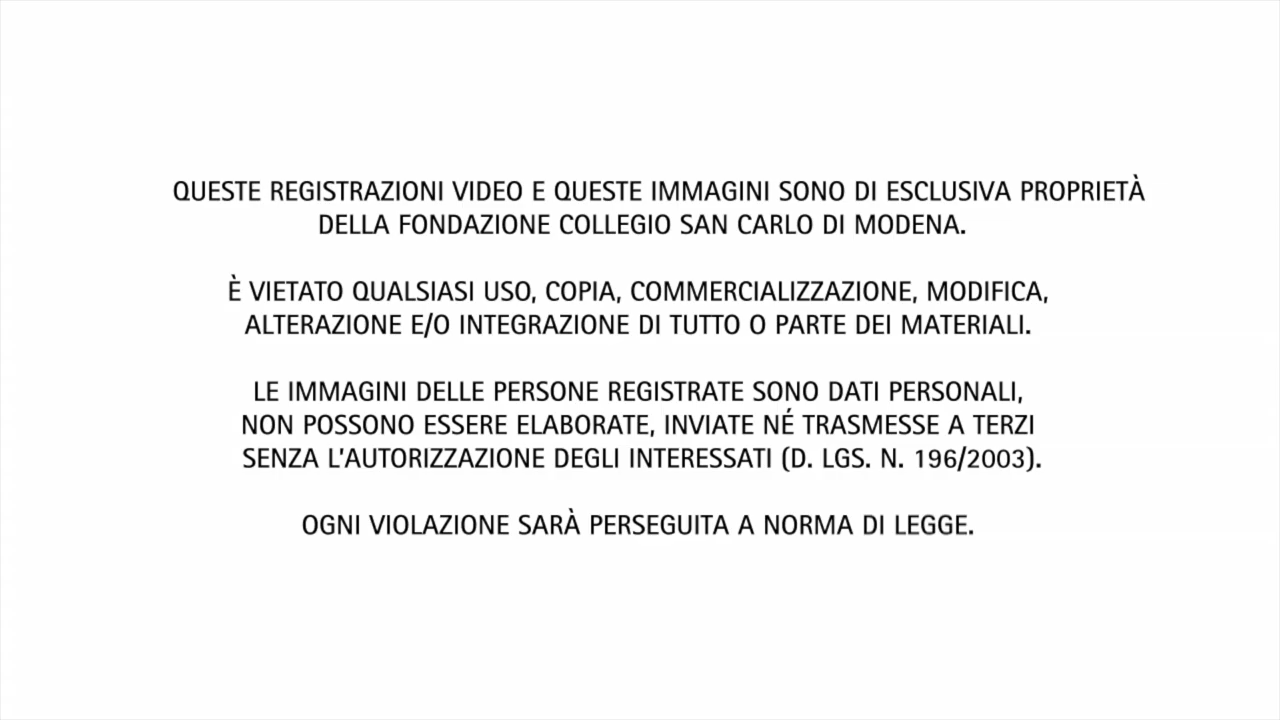 QUESTE REGISTRAZIONI VIDEO E QUESTE IMMAGINI SONO DI ESCLUSIVA PROPRIETÀ
DELLA FONDAZIONE COLLEGIO SAN CARLO DI MODENA.
È VIETATO QUALSIASI USO, COPIA, COMMERCIALIZZAZIONE, MODIFICA,
ALTERAZIONE E/O INTEGRAZIONE DI TUTTO O PARTE DEI MATERIALI.
LE IMMAGINI DELLE PERSONE REGISTRATE SONO DATI PERSONALI,
NON POSSONO ESSERE ELABORATE, INVIATE NÉ TRASMESSE A TERZI
SENZA L'AUTORIZZAZIONE DEGLI INTERESSATI (D. LGS. N. 196/2003).
OGNI VIOLAZIONE SARÀ PERSEGUITA A NORMA DI LEGGE.